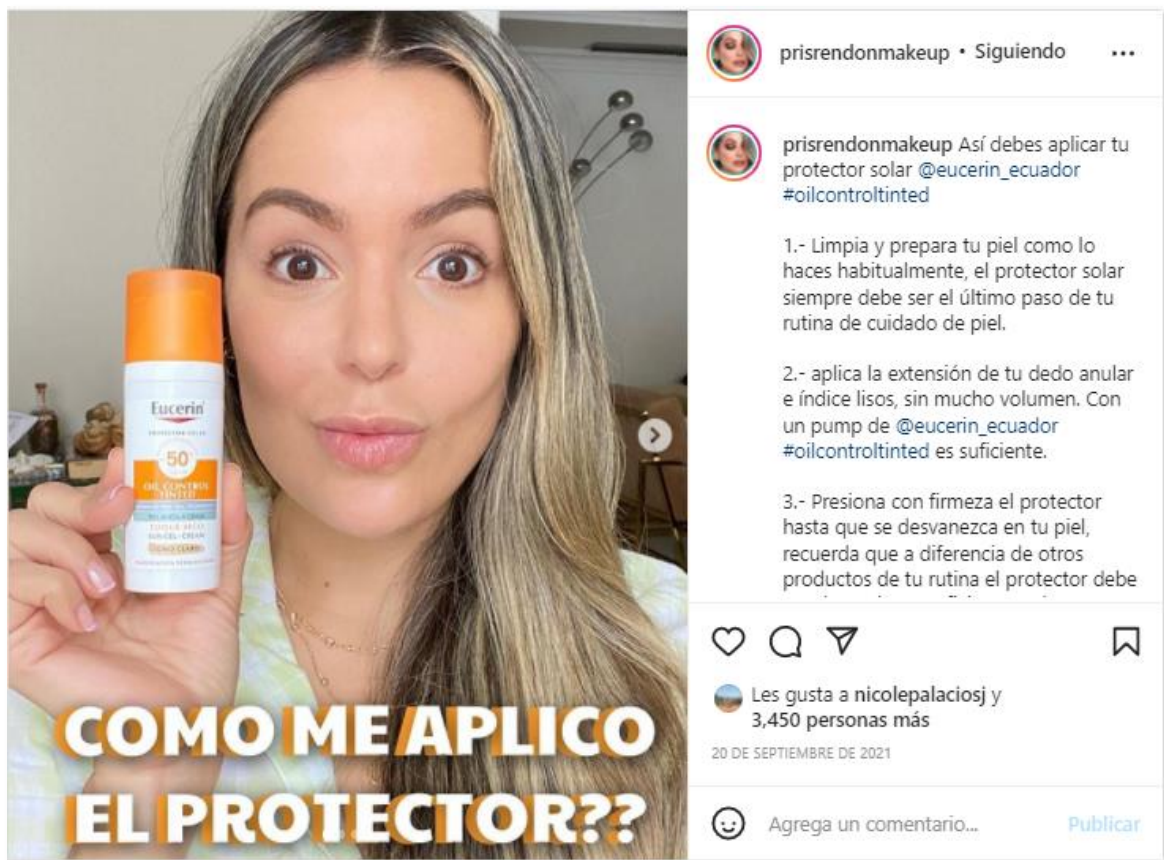 Eucerin
50+
OIL CONTROL
TINTED
SUN GEL-CREAM
COMO ME APLICO
EL PROTECTOR??
prisrendonmakeup • Siguiendo
prisrendonmakeup Así debes aplicar tu
protector solar @eucerin_ecuador
#oilcontroltinted
1.- Limpia y prepara tu piel como lo
haces habitualmente, el protector solar
siempre debe ser el último paso de tu
rutina de cuidado de piel.
2.- aplica la extensión de tu dedo anular
e índice lisos, sin mucho volumen. Con
un pump de @eucerin_ecuador
#oilcontroltinted es suficiente.
3.- Presiona con firmeza el protector
hasta que se desvanezca en tu piel,
recuerda que a diferencia de otros
productos de tu rutina el protector debe
Les gusta a nicolepalaciosj y
3,450 personas más
20 DE SEPTIEMBRE DE 2021
Agrega un comentario...
Publicar